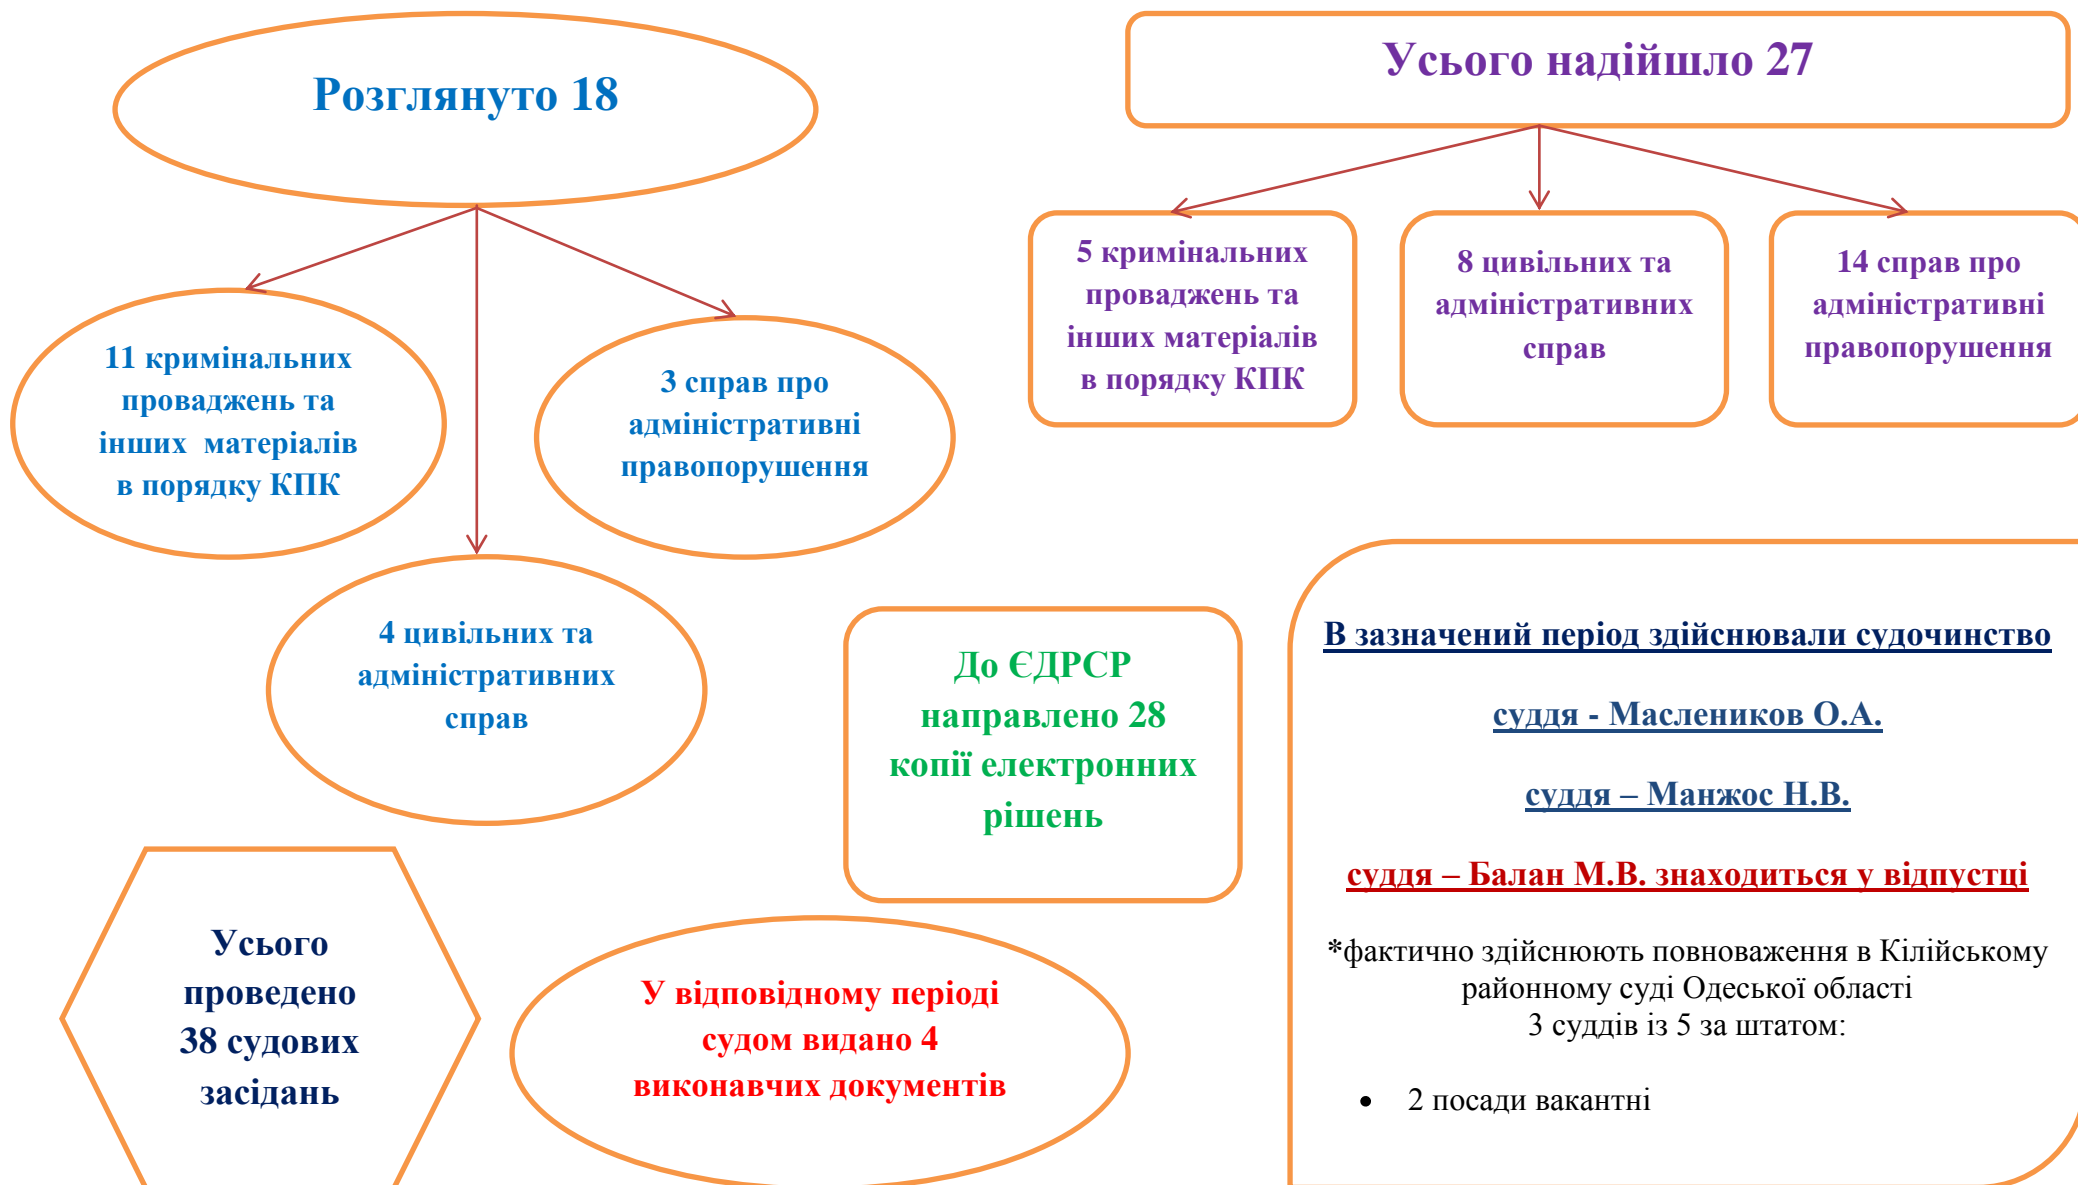 Розглянуто 18
11 кримінальних
проваджень та
інших  матеріалів
в порядку КПК
3 справ про
адміністративні
правопорушення
4 цивільних та
адміністративних
справ
Усього надійшло 27
5 кримінальних
проваджень та
інших матеріалів
в порядку КПК
8 цивільних та
адміністративних
справ
14 справ про
адміністративні
правопорушення
До ЄДРСР
направлено 28
копії електронних
рішень
Усього
проведено
38 судових
засідань
У відповідному періоді
судом видано 4
виконавчих документів
В зазначений період здійснювали судочинство
суддя - Маслеников О.А.
суддя – Манжос Н.В.
суддя – Балан М.В. знаходиться у відпустці
*фактично здійснюють повноваження в Кілійському
районному суді Одеської області
3 суддів із 5 за штатом:
• 2 посади вакантні